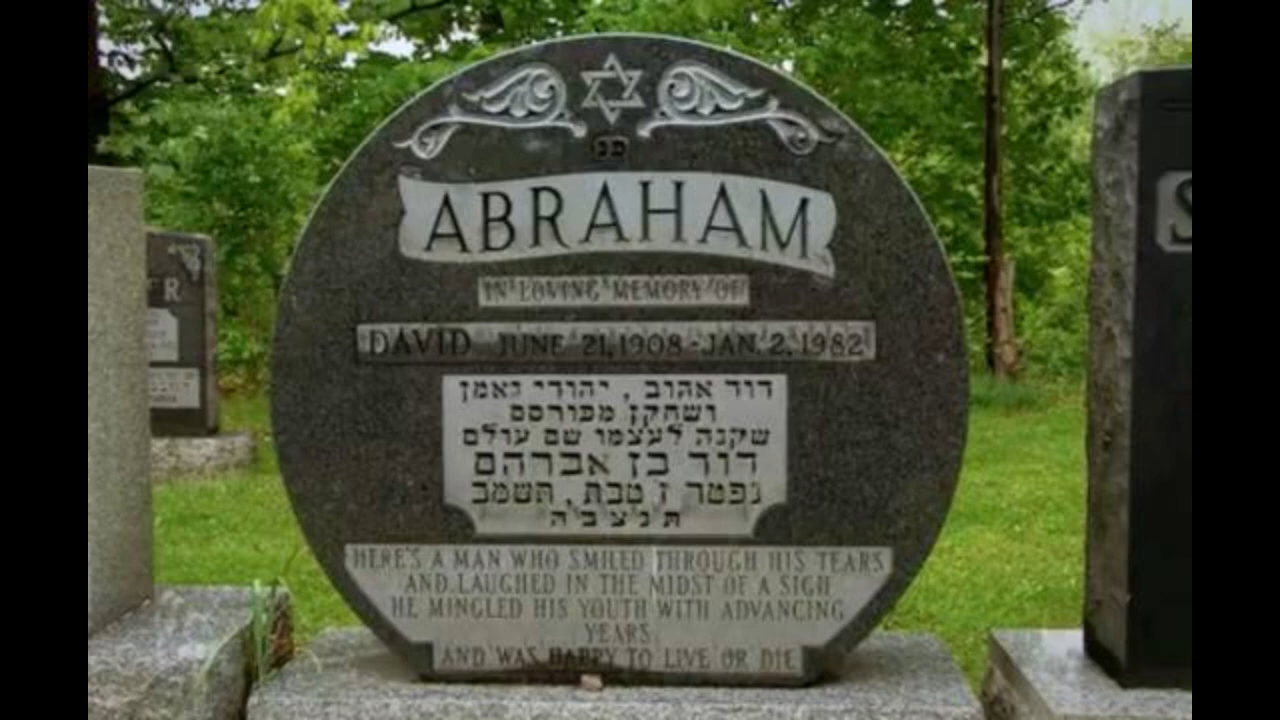 פנ
ABRAHAM
IN LOVING MEMORY OF
DAVID JUNE 21, 1908 - JAN. 2, 1982
דוד אהוב, יהודי נאמן
ושחקן מפורסם
שקנה לעצמו שם עולם
דוד בן אברהם
נפטר ז טבת, תשמב
ת נ צ ב ה
HERE'S A MAN WHO SMILED THROUGH HIS TEARS
AND LAUGHED IN THE MIDST OF A SIGH
HE MINGLED HIS YOUTH WITH ADVANCING
YEARS
AND WAS HAPPY TO LIVE OR DIE
R
S